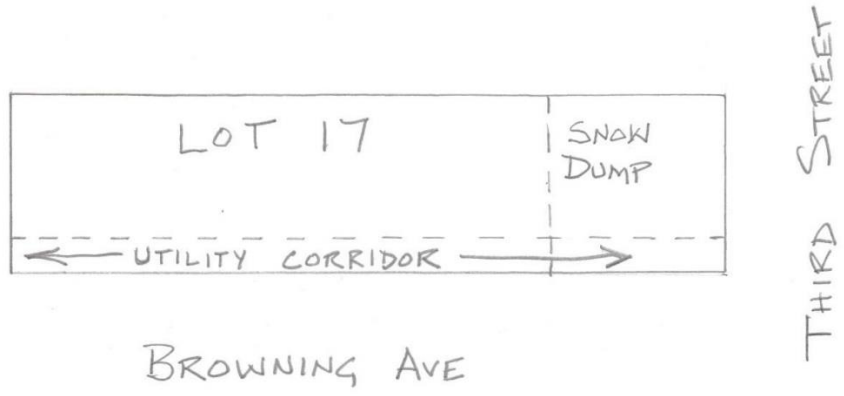 LOT 17
SNOW
DUMP
UTILITY CORRIDOR
BROWNING AVE
THIRD STREET